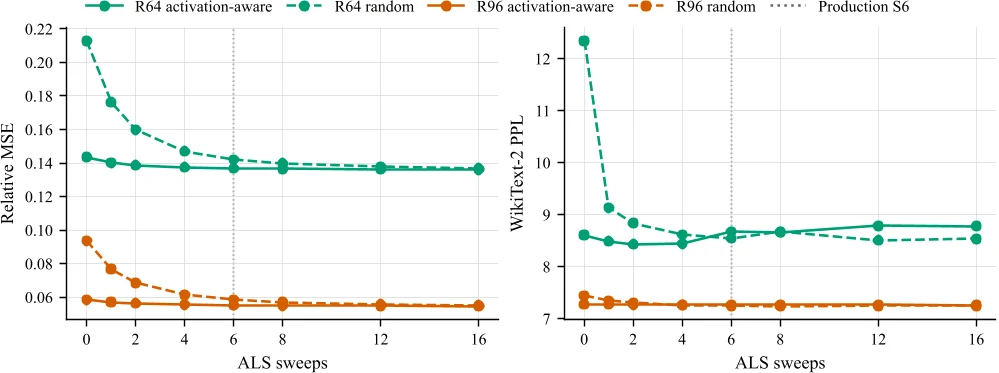 R64 activation-aware R64 random R96 activation-aware R96 random Production S6
Relative MSE
0.22
0.20
0.18
0.16
0.14
0.12
0.10
0.08
0.06
0 2 4 6 8 12 16
ALS sweeps
WikiText-2 PPL
12
11
10
9
8
7
0 2 4 6 8 12 16
ALS sweeps